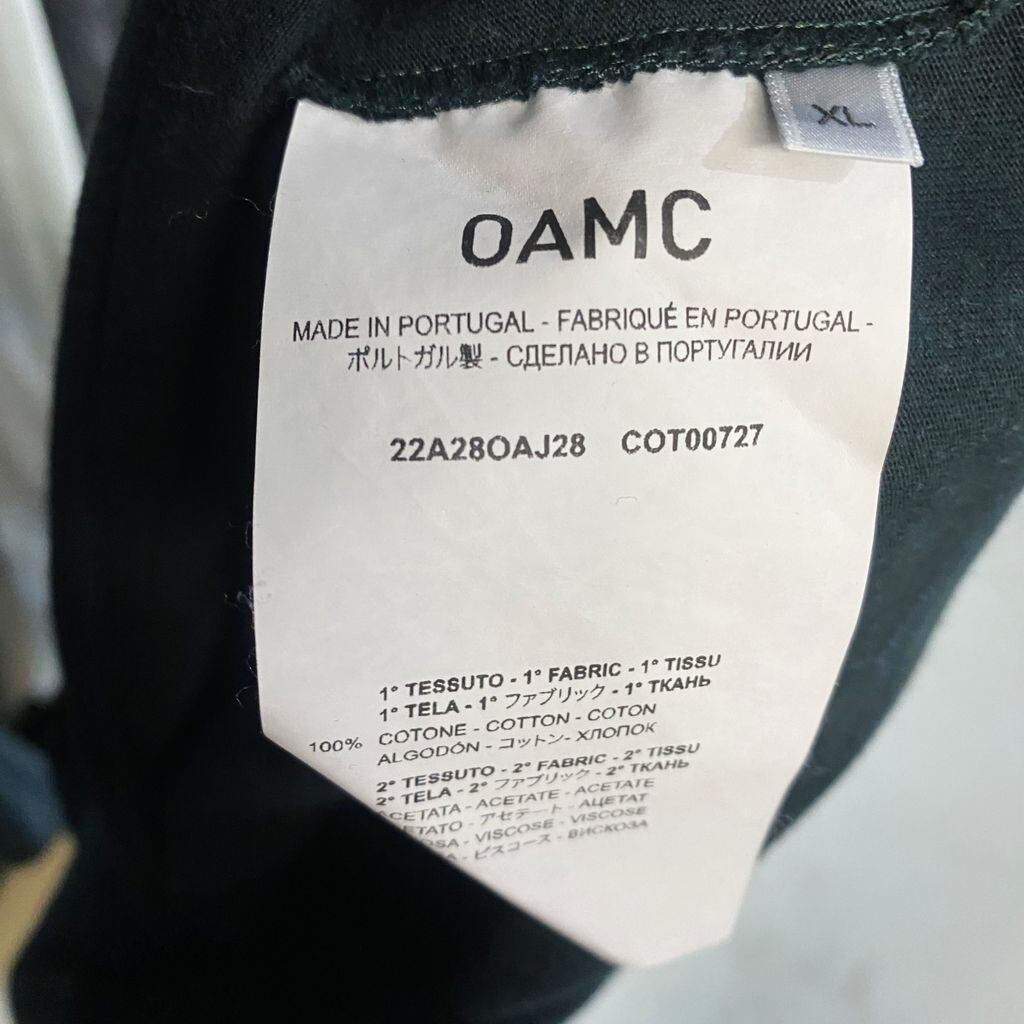 XL
OAMC
MADE IN PORTUGAL - FABRIQUÉ EN PORTUGAL -
ポルトガル製 - СДЕЛАНО В ПОРТУГАЛИИ
22A28OAJ28 COT00727
1° TESSUTO - 1° FABRIC - 1° TISSU
1° TELA - 1° ファブリック - 1° ТКАНЬ
100% COTONE - COTTON - COTON
ALGODÓN - コットン- ХЛОПОК
2° TESSUTO - 2° FABRIC - 2° TISSU
2° TELA - 2° ファブリック - 2° ТКАНЬ
ACETATA - ACETATE - ACETATE
- アセテート - АЦЕТАТ
- VISCOSE - VISCOSE
- ビスコース - ВИСКОЗА